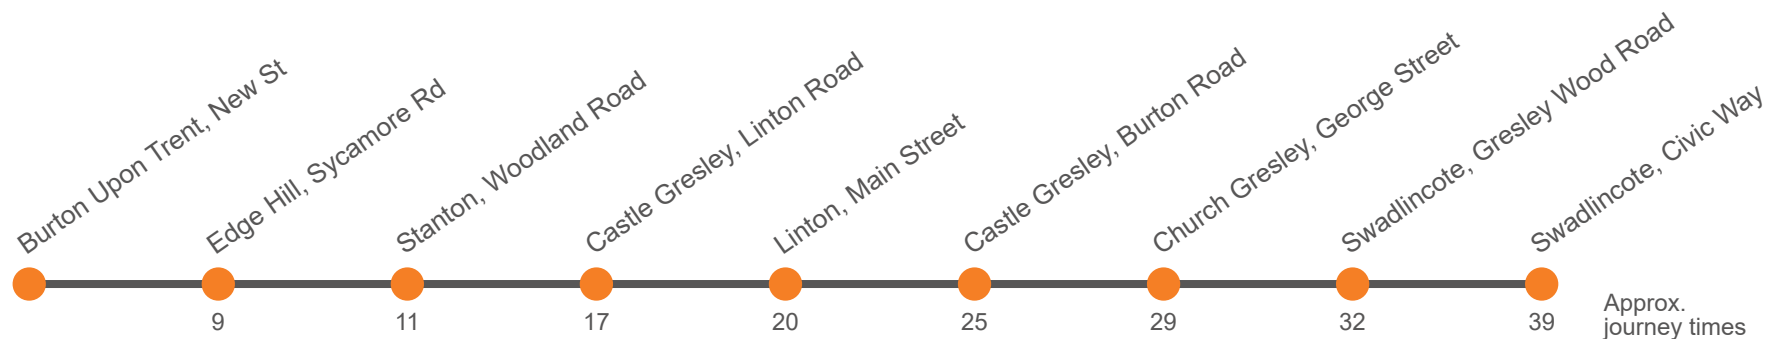 Burton Upon Trent, New St
Edge Hill, Sycamore Rd
Stanton, Woodland Road
Castle Gresley, Linton Road
Linton, Main Street
Castle Gresley, Burton Road
Church Gresley, George Street
Swadlincote, Gresley Wood Road
Swadlincote, Civic Way
9
11
17
20
25
29
32
39
Approx.
journey times